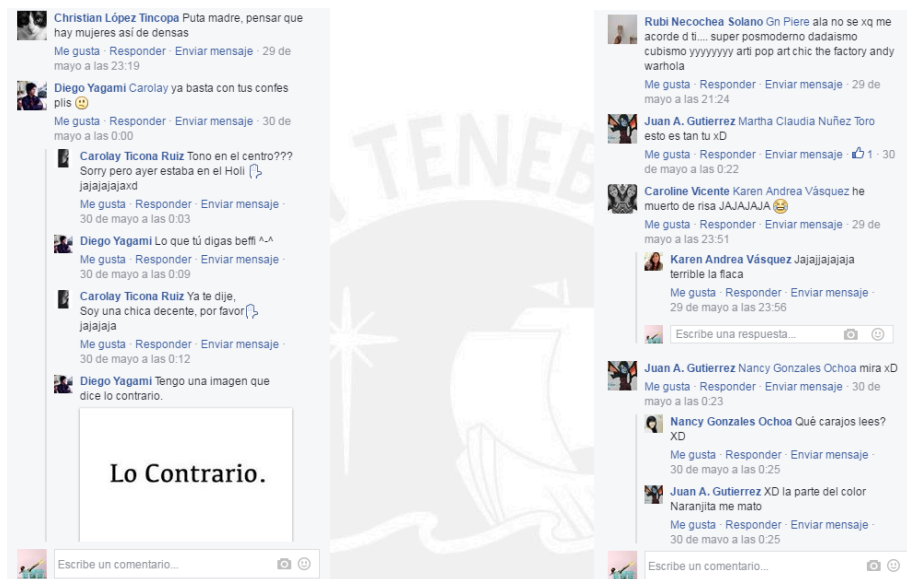 Christian López Tincopa Puta madre, pensar que
hay mujeres así de densas
Me gusta · Responder · Enviar mensaje · 29 de
mayo a las 23:19
Diego Yagami Carolay ya basta con tus confes
plis
Me gusta · Responder · Enviar mensaje · 30 de
mayo a las 0:00
Carolay Ticona Ruiz Tono en el centro???
Sorry pero ayer estaba en el Holi
jajajajaxd
Me gusta · Responder · Enviar mensaje ·
30 de mayo a las 0:03
Diego Yagami Lo que tú digas beffi ^-^
Me gusta · Responder · Enviar mensaje ·
30 de mayo a las 0:09
Carolay Ticona Ruiz Ya te dije,
Soy una chica decente, por favor
jajajaja
Me gusta · Responder · Enviar mensaje ·
30 de mayo a las 0:12
Diego Yagami Tengo una imagen que
dice lo contrario.
Lo Contrario.
Escribe un comentario...
TENEB
Rubi Necochea Solano Gn Piere ala no se xq me
acorde d ti.... super posmoderno dadaismo
cubismo yyyyyyyy arti pop art chic the factory andy
warhola
Me gusta · Responder · Enviar mensaje · 29 de
mayo a las 21:24
Juan A. Gutierrez Martha Claudia Nuñez Toro
esto es tan tu xD
Me gusta · Responder · Enviar mensaje · 1 · 30
de mayo a las 0:22
Caroline Vicente Karen Andrea Vásquez he
muerto de risa JAJAJAJA
Me gusta · Responder · Enviar mensaje · 29 de
mayo a las 23:51
Karen Andrea Vásquez Jajajjajajaja
terrible la flaca
Me gusta · Responder · Enviar mensaje ·
29 de mayo a las 23:56
Escribe una respuesta...
Juan A. Gutierrez Nancy Gonzales Ochoa mira xD
Me gusta · Responder · Enviar mensaje · 30 de
mayo a las 0:23
Nancy Gonzales Ochoa Qué carajos lees?
XD
Me gusta · Responder · Enviar mensaje ·
30 de mayo a las 0:25
Juan A. Gutierrez XD la parte del color
Naranjita me mato
Me gusta · Responder · Enviar mensaje ·
30 de mayo a las 0:25
Escribe un comentario...